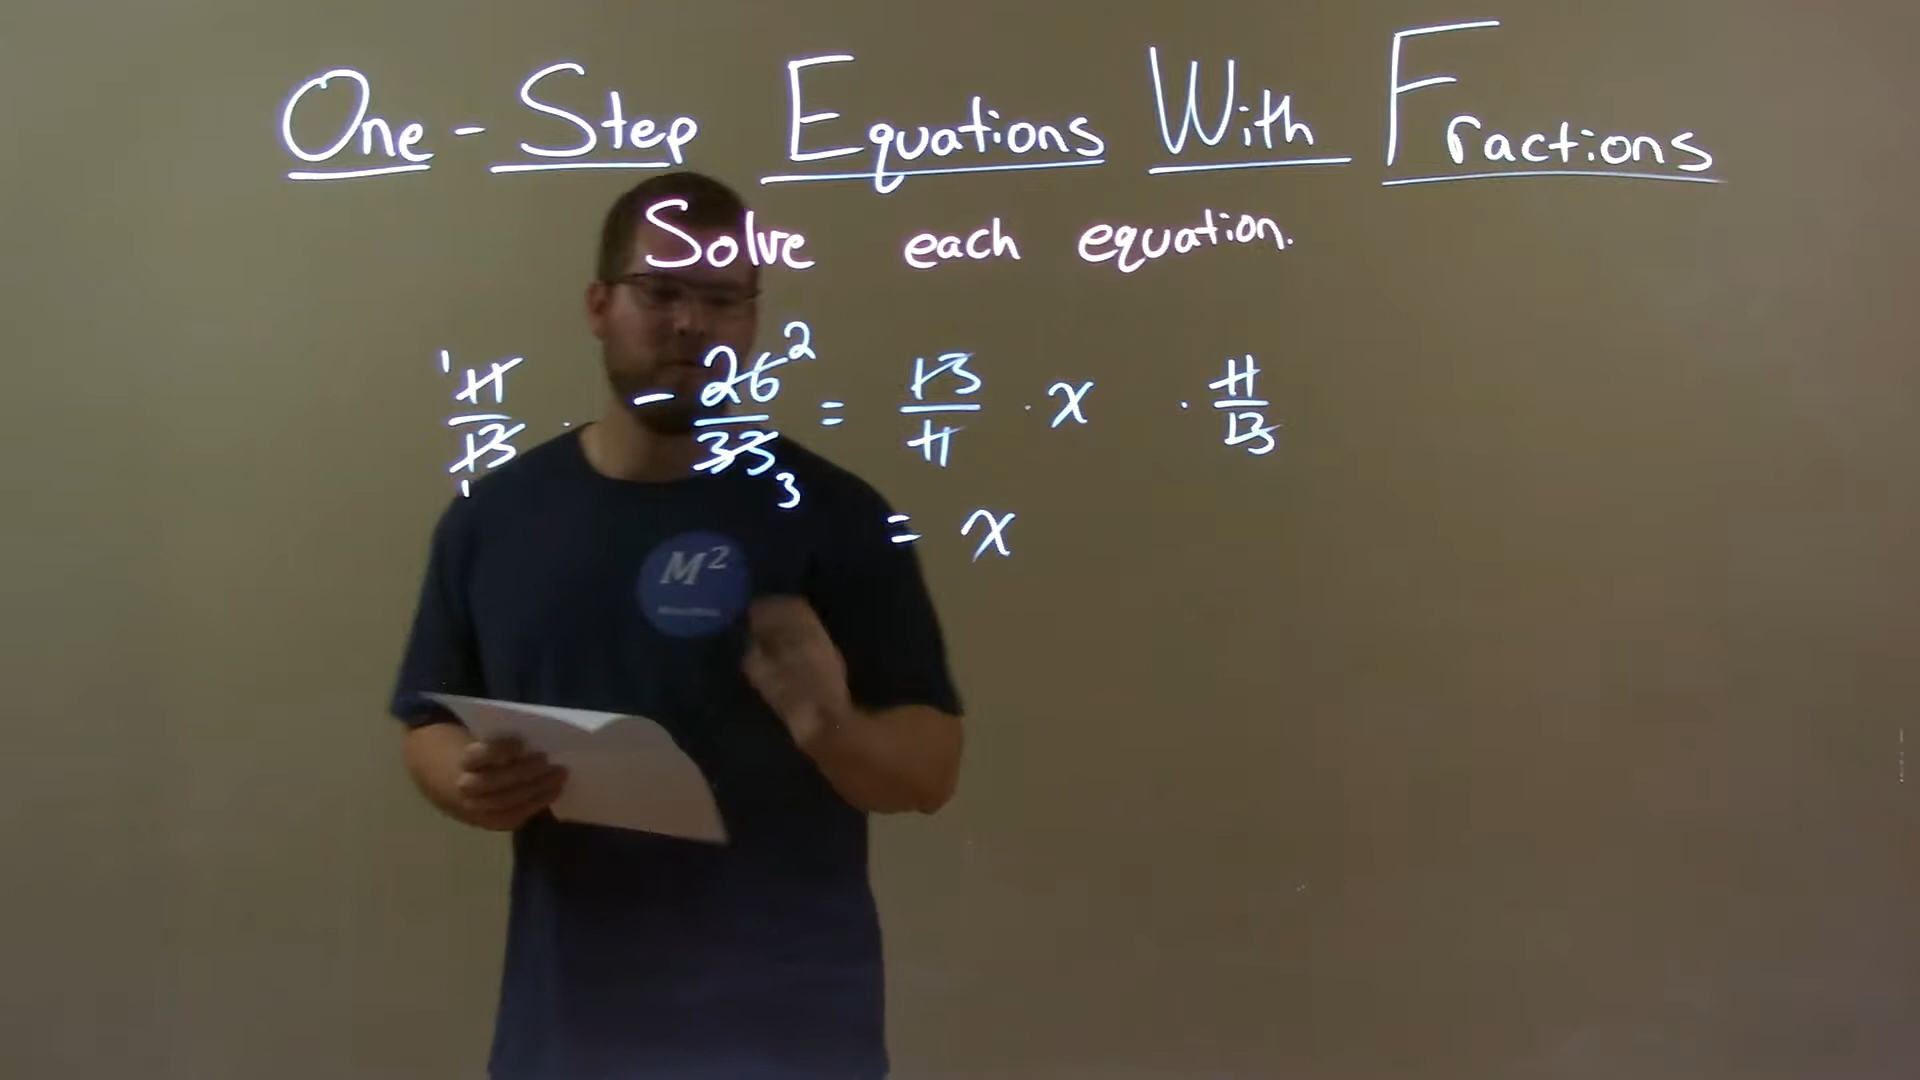 One-Step Equations With Fractions
Solve each equation.
1 11/13 · - 26/33 2 = 13/11 · x · 11/13
1 3
= x
M²